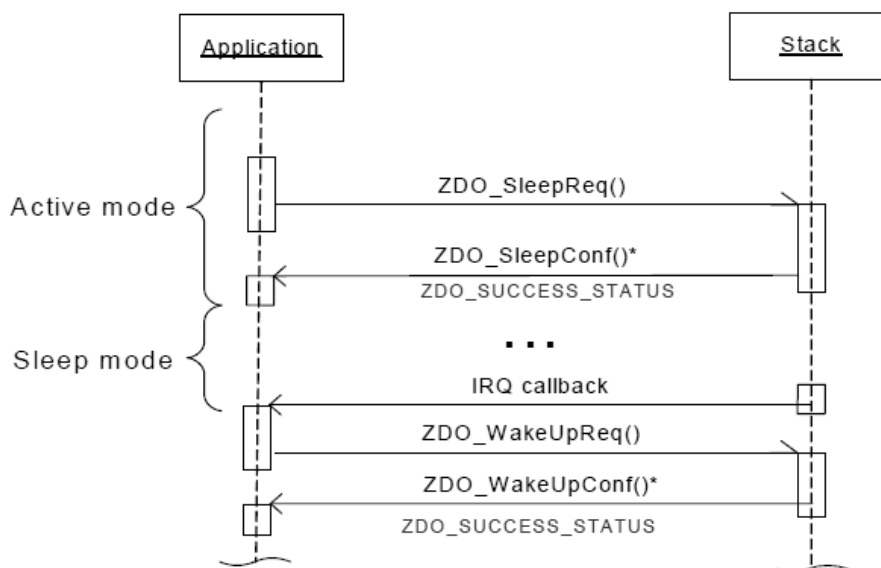 Application
Stack
ZDO_SleepReq()
Active mode
ZDO_SleepConf()*
ZDO_SUCCESS_STATUS
...
Sleep mode
IRQ callback
ZDO_WakeUpReq()
ZDO_WakeUpConf()*
ZDO_SUCCESS_STATUS